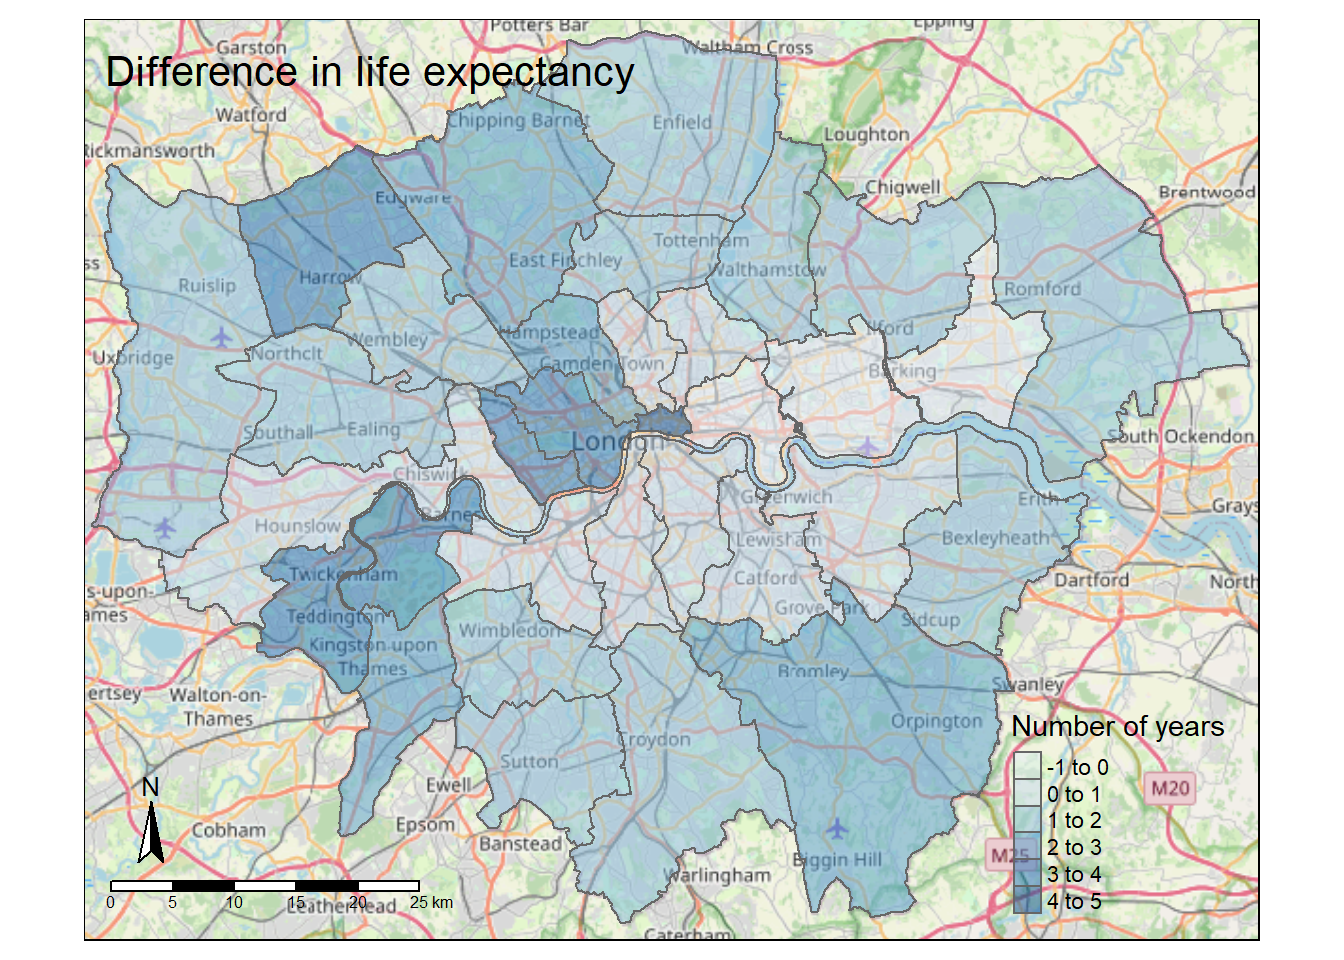 Potters Bar
Epping
Garston
Waltham Cross
Difference in life expectancy
Watford
Chipping Barnet
Enfield
Loughton
Rickmansworth
Chigwell
Brentwood
Edgware
Tottenham
East Finchley
Walthamstow
ss
Harrow
Ruislip
Romford
Hampstead
Ilford
Wembley
Northolt
Uxbridge
Camden Town
Barking
Southall
Ealing
London
South Ockendon
Chiswick
Greenwich
Erith
Grays
Barnes
Hounslow
Lewisham
Bexleyheath
Twickenham
Catford
Dartford
North
s-upon-
ames
Teddington
Grove Park
Sidcup
Wimbledon
Kingston upon
Thames
Bromley
Swanley
ertsey
Walton-on-
Thames
Orpington
Number of years
Croydon
Sutton
-1 to 0
Ewell
N
M20
0 to 1
1 to 2
Cobham
Epsom
Banstead
2 to 3
M25
Biggin Hill
3 to 4
Warlingham
4 to 5
0 5 10 15 20 25 km
Leatherhead
Caterham